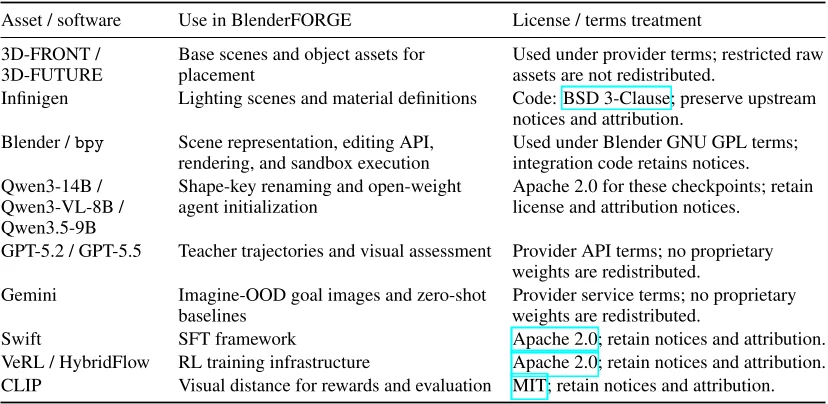 Asset / software Use in BlenderFORGE License / terms treatment
3D-FRONT / Base scenes and object assets for Used under provider terms; restricted raw
3D-FUTURE placement assets are not redistributed.
Infinigen Lighting scenes and material definitions Code: BSD 3-Clause; preserve upstream
notices and attribution.
Blender / bpy Scene representation, editing API, Used under Blender GNU GPL terms;
rendering, and sandbox execution integration code retains notices.
Qwen3-14B / Shape-key renaming and open-weight Apache 2.0 for these checkpoints; retain
Qwen3-VL-8B / agent initialization license and attribution notices.
Qwen3.5-9B
GPT-5.2 / GPT-5.5 Teacher trajectories and visual assessment Provider API terms; no proprietary
weights are redistributed.
Gemini Imagine-OOD goal images and zero-shot Provider service terms; no proprietary
baselines weights are redistributed.
Swift SFT framework Apache 2.0; retain notices and attribution.
VeRL / HybridFlow RL training infrastructure Apache 2.0; retain notices and attribution.
CLIP Visual distance for rewards and evaluation MIT; retain notices and attribution.